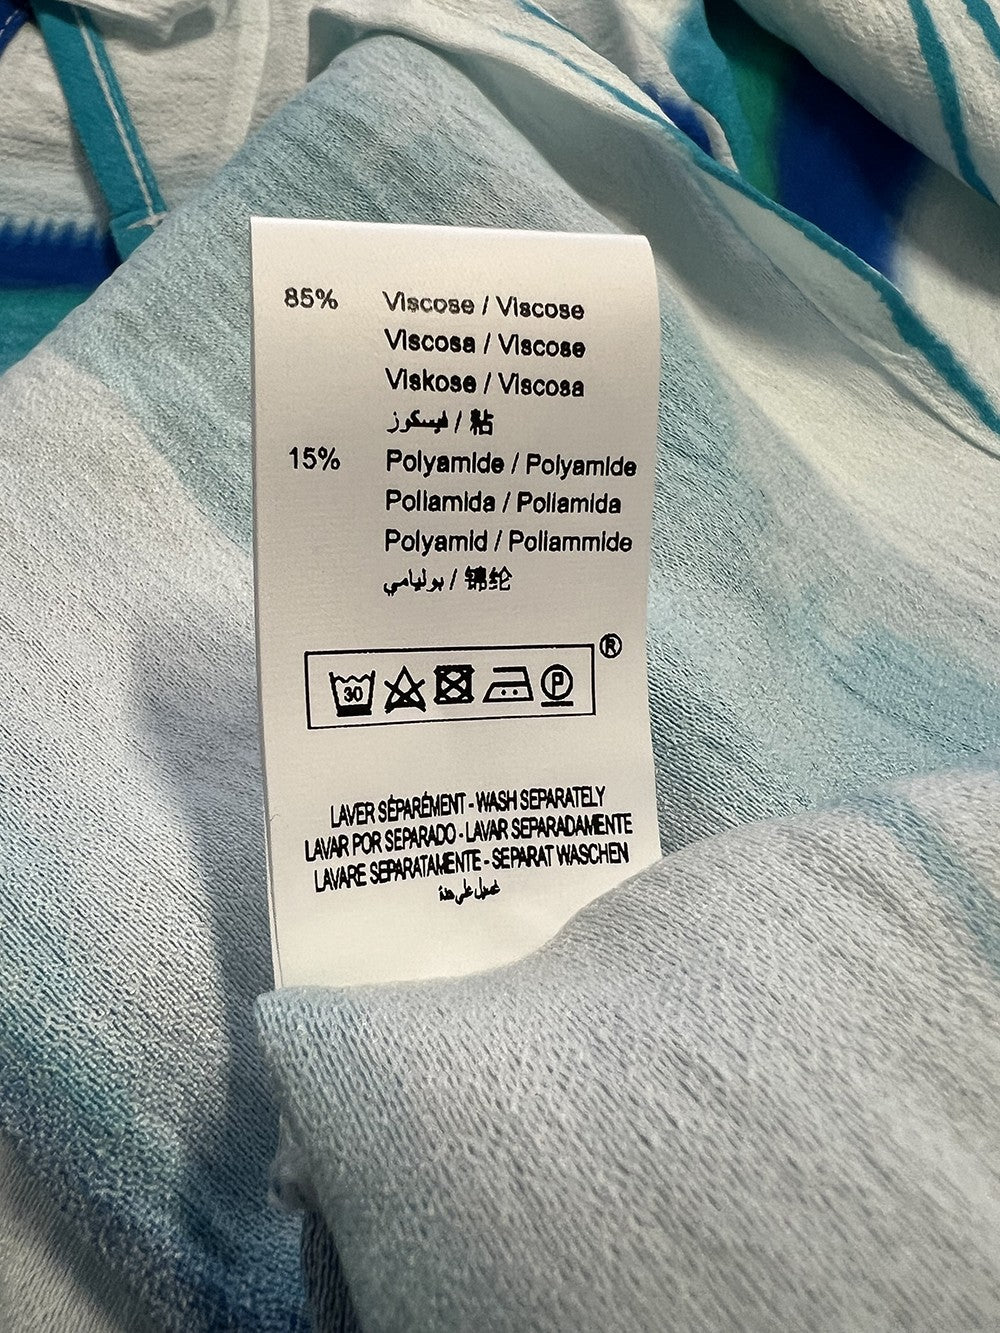 85% Viscose / Viscose
Viscosa / Viscose
Viskose / Viscosa
فيسكوز / 粘
15% Polyamide / Polyamide
Poliamida / Poliamida
Polyamid / Poliammide
بوليامي / 锦纶
®
30 P
LAVER SÉPARÉMENT - WASH SEPARATELY
LAVAR POR SEPARADO - LAVAR SEPARADAMENTE
LAVARE SEPARATAMENTE - SEPARAT WASCHEN